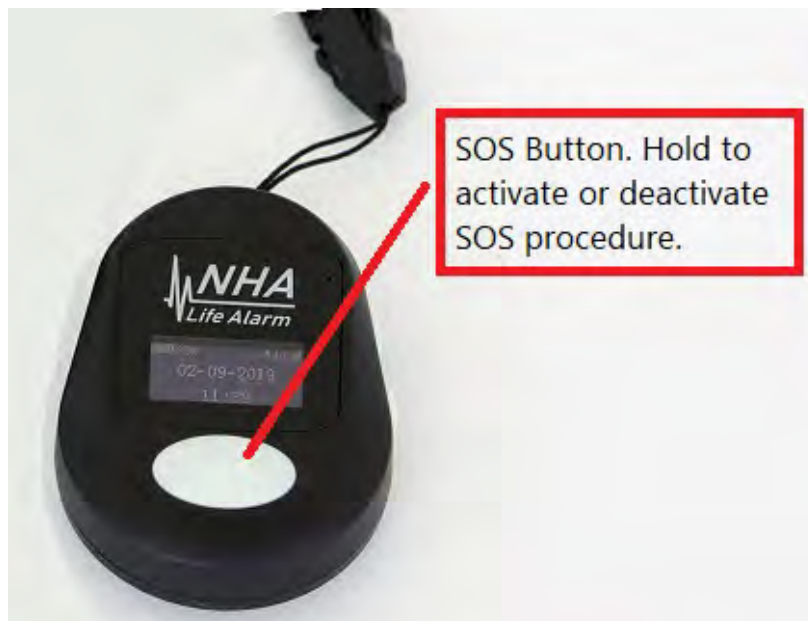 SOS Button. Hold to
activate or deactivate
SOS procedure.
NHA
Life Alarm
02-09-2019